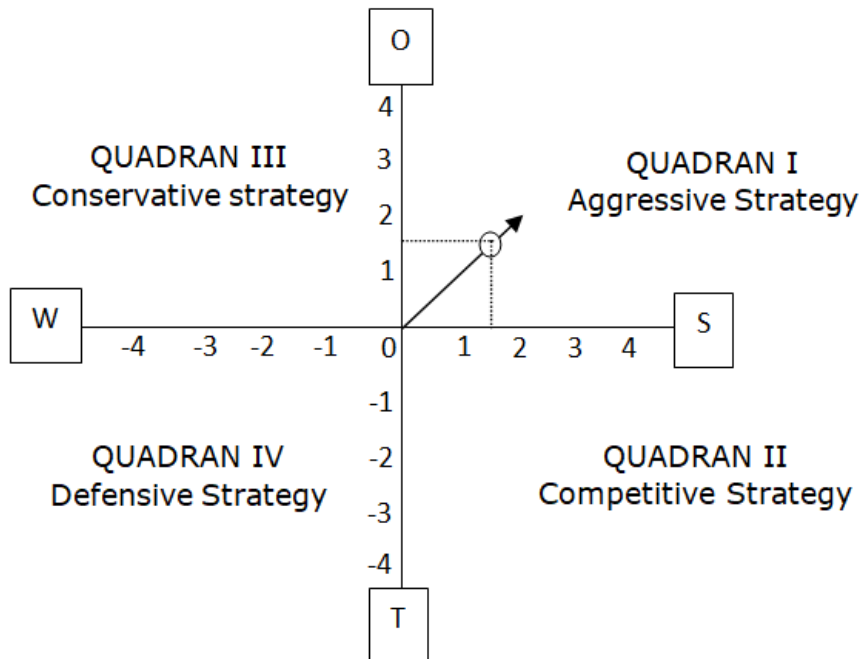 O
4
3
2
1
QUADRAN III
Conservative strategy
QUADRAN I
Aggressive Strategy
W
S
-4 -3 -2 -1 0 1 2 3 4
-1
-2
-3
-4
QUADRAN IV
Defensive Strategy
QUADRAN II
Competitive Strategy
T